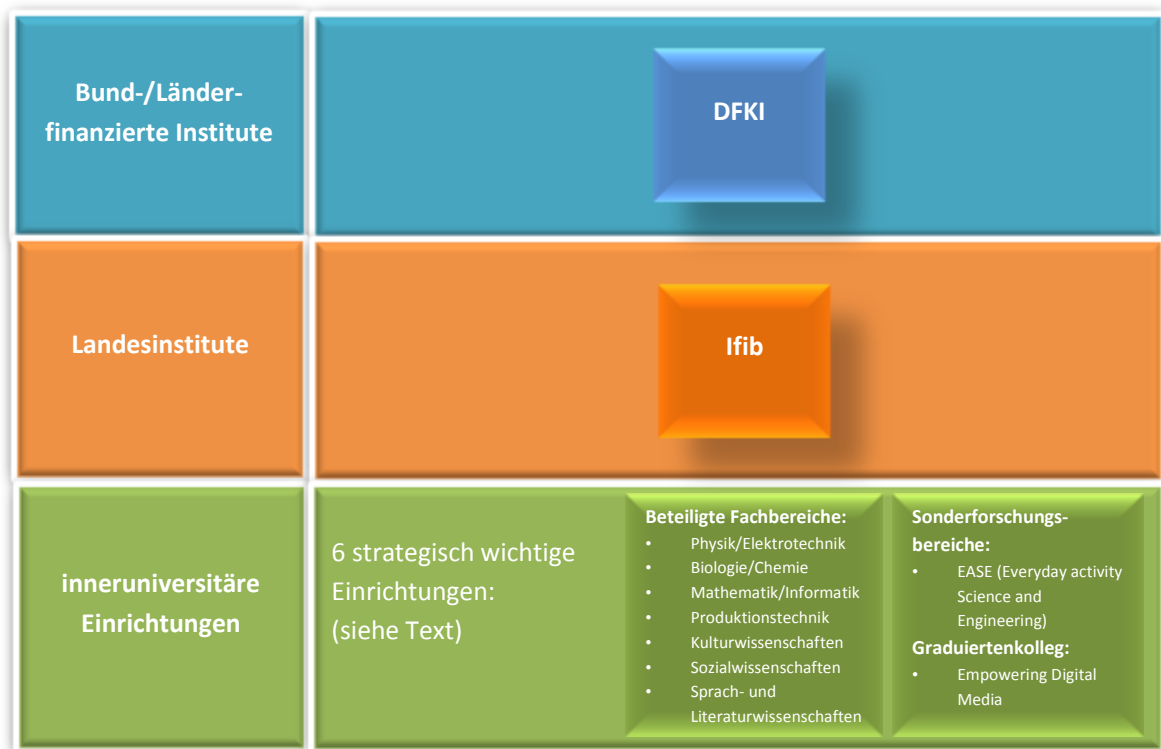 Bund-/Länder-
finanzierte Institute
DFKI
Landesinstitute
Ifib
inneruniversitäre
Einrichtungen
6 strategisch wichtige
Einrichtungen:
(siehe Text)
Beteiligte Fachbereiche:
• Physik/Elektrotechnik
• Biologie/Chemie
• Mathematik/Informatik
• Produktionstechnik
• Kulturwissenschaften
• Sozialwissenschaften
• Sprach- und
Literaturwissenschaften
Sonderforschungs-
bereiche:
• EASE (Everyday activity
Science and
Engineering)
Graduiertenkolleg:
• Empowering Digital
Media